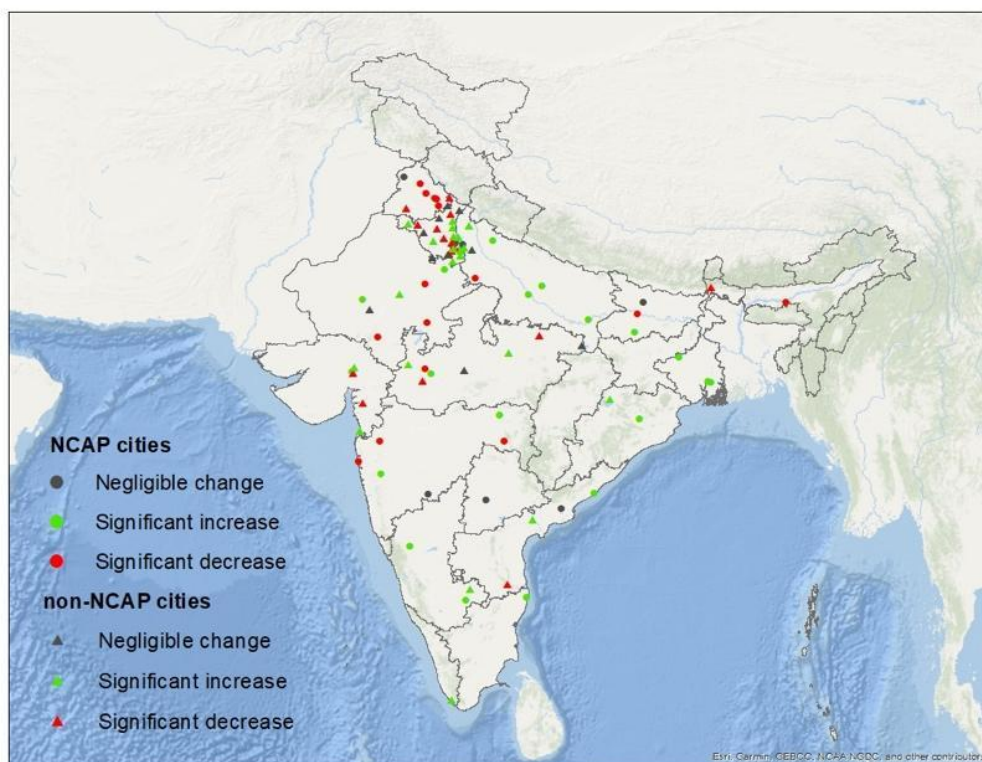 NCAP cities
Negligible change
Significant increase
Significant decrease
non-NCAP cities
Negligible change
Significant increase
Significant decrease
Esri, Garmin, GEBCO, NOAA NGDC, and other contributor